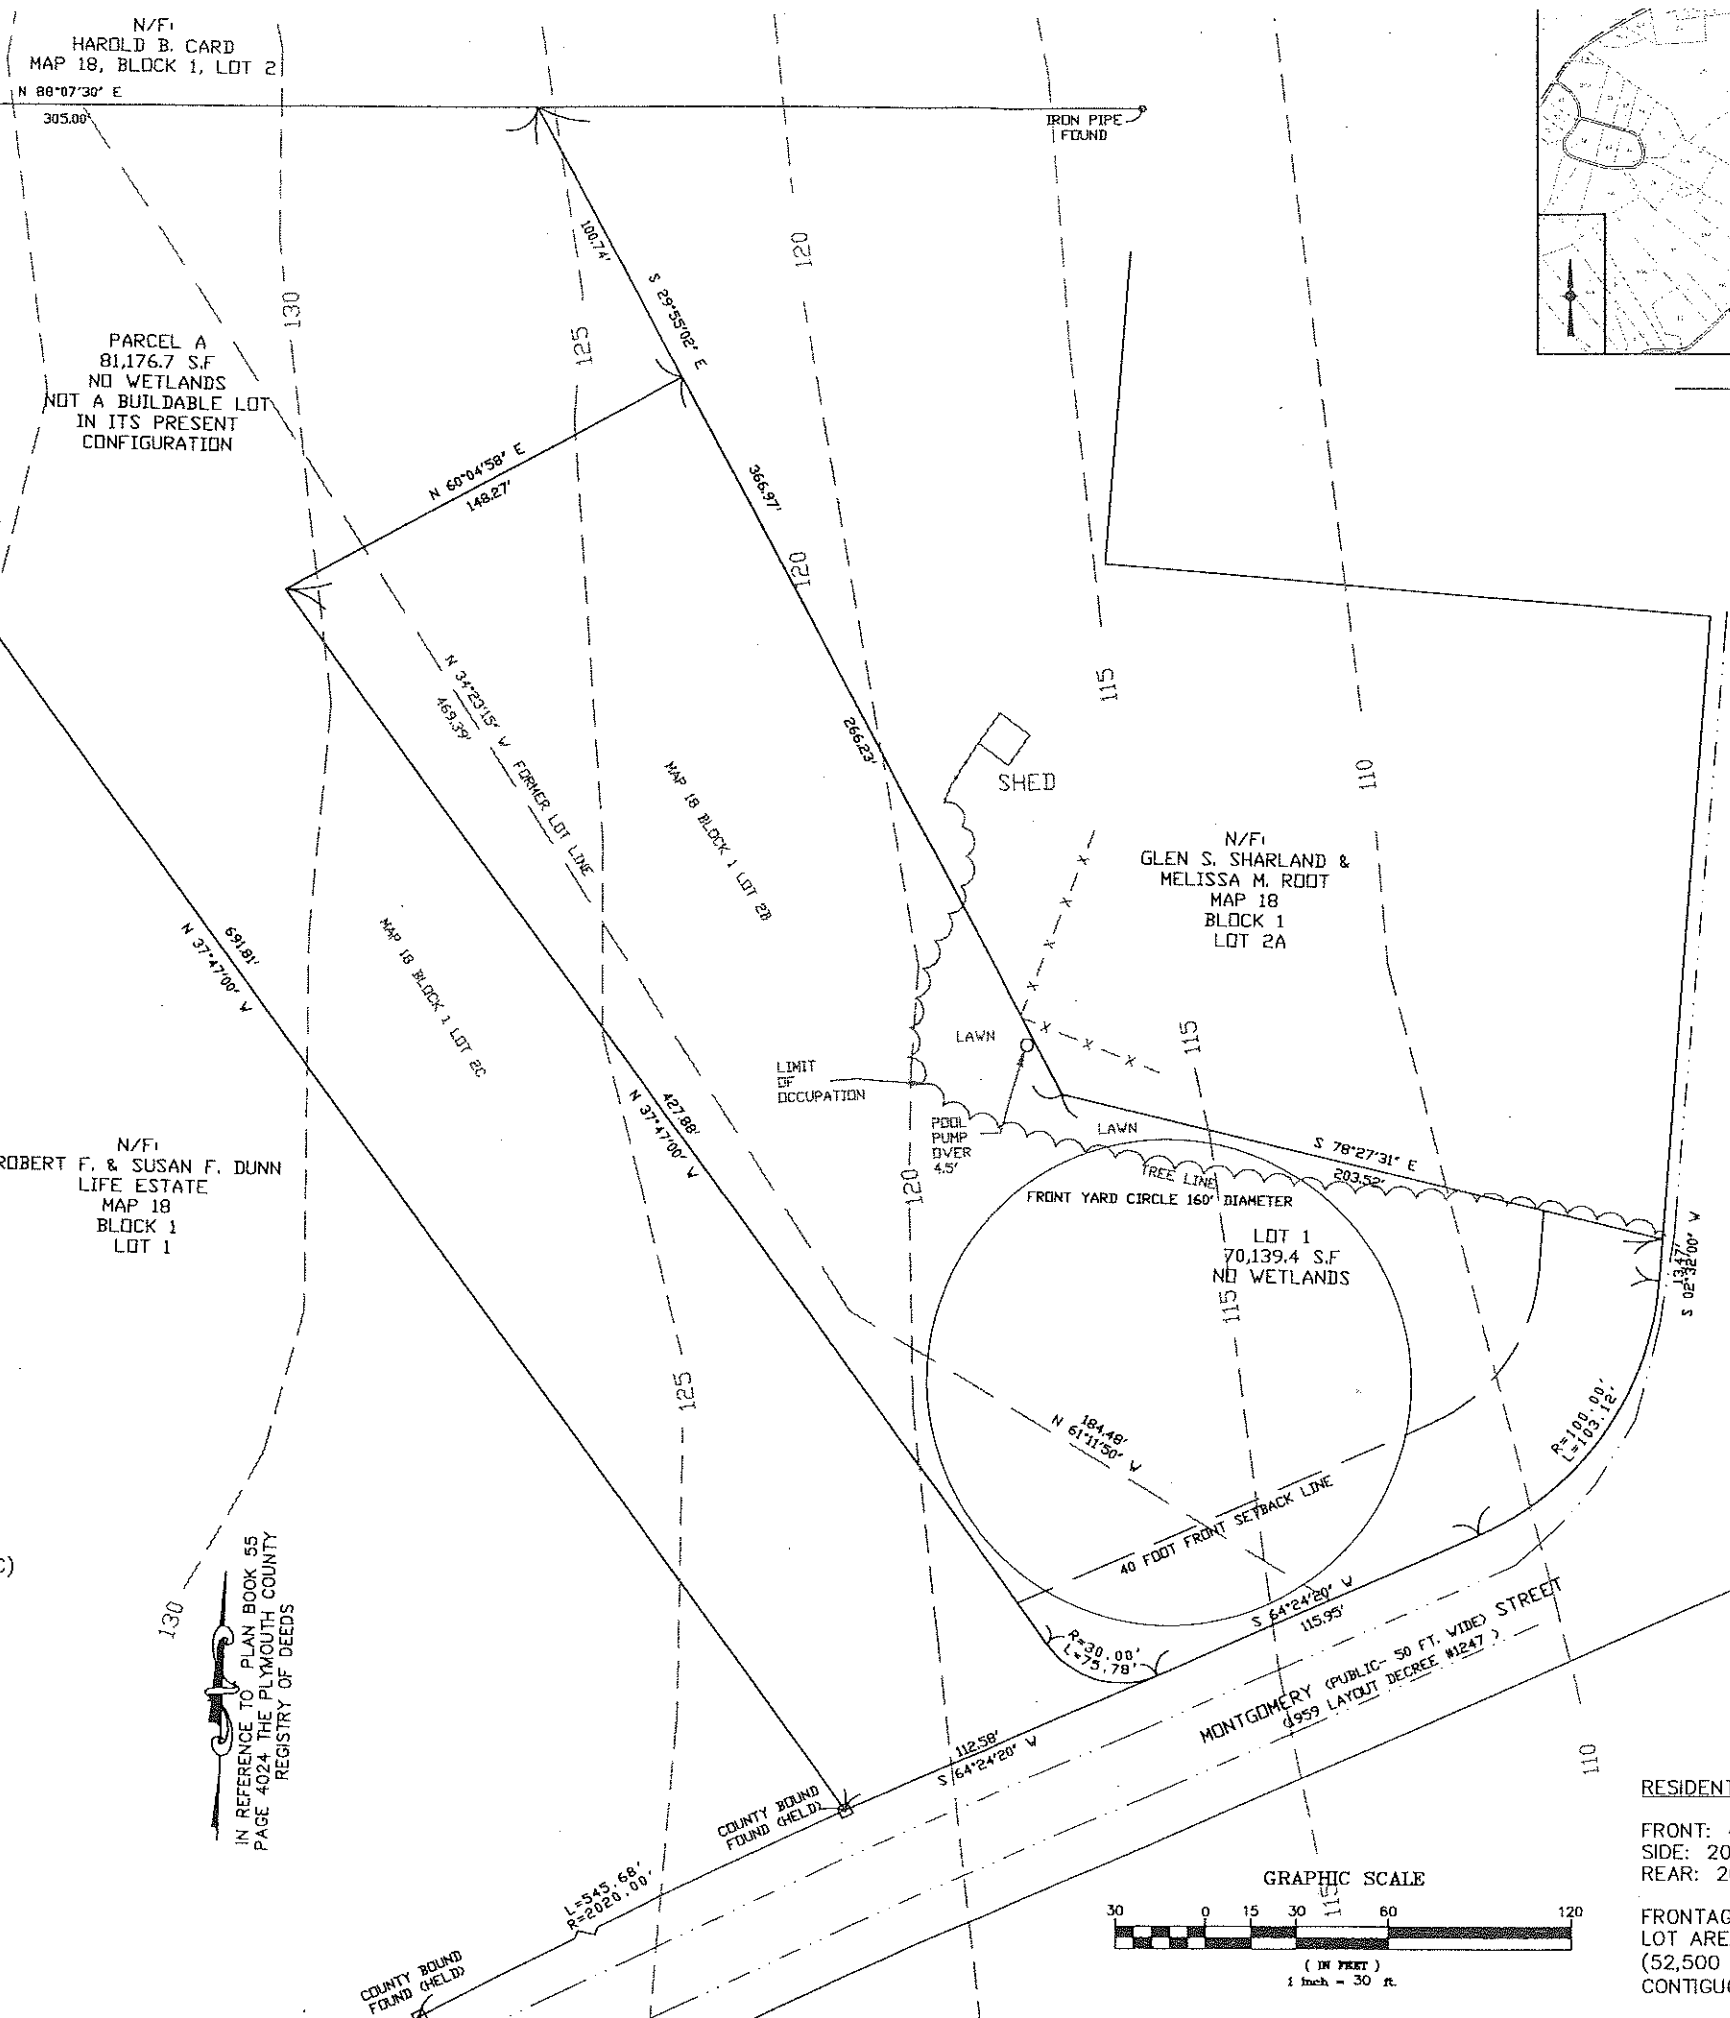 N/F:
HAROLD B. CARD
MAP 18, BLOCK 1, LOT 2
N 88°07'30" E
305.00'
IRON PIPE
FOUND
100.74'
S 29°55'02" E
120
130
125
PARCEL A
81,176.7 S.F
NO WETLANDS
NOT A BUILDABLE LOT
IN ITS PRESENT
CONFIGURATION
N 60°04'58" E
148.27'
366.97'
120
115
110
N 34°23'15" W FORMER LOT LINE
469.39'
266.23'
MAP 18 BLOCK 1 LOT 2B
SHED
N/F:
GLEN S. SHARLAND &
MELISSA M. ROOT
MAP 18
BLOCK 1
LOT 2A
691.81'
N 37°47'00" W
MAP 18 BLOCK 1 LOT 2C
LAWN
115
LIMIT
OF
OCCUPATION
427.88'
N 37°47'00" W
POOL
PUMP
OVER
4.5'
LAWN
S 78°27'31" E
203.52'
TREE LINE
FRONT YARD CIRCLE 160' DIAMETER
120
N/F:
ROBERT F. & SUSAN F. DUNN
LIFE ESTATE
MAP 18
BLOCK 1
LOT 1
LOT 1
70,139.4 S.F
NO WETLANDS
115
13.47'
S 02°32'00" W
125
184.48'
N 61°11'50" W
R=100.00'
L=103.12'
40 FOOT FRONT SETBACK LINE
C)
130
IN REFERENCE TO PLAN BOOK 55
PAGE 4024 THE PLYMOUTH COUNTY
REGISTRY OF DEEDS
S 64°24'20" W
115.95'
R=30.00'
L=75.78'
MONTGOMERY (PUBLIC- 50 FT. WIDE) STREET
(1959 LAYOUT DECREE #1247 )
112.58'
S 64°24'20" W
110
COUNTY BOUND
FOUND (HELD)
L=545.68'
R=2020.00'
COUNTY BOUND
FOUND (HELD)
115
GRAPHIC SCALE
30 0 15 30 60 120
( IN FEET )
1 inch = 30 ft.
RESIDENT
FRONT:
SIDE: 20
REAR: 2
FRONTAG
LOT ARE
(52,500
CONTIGU